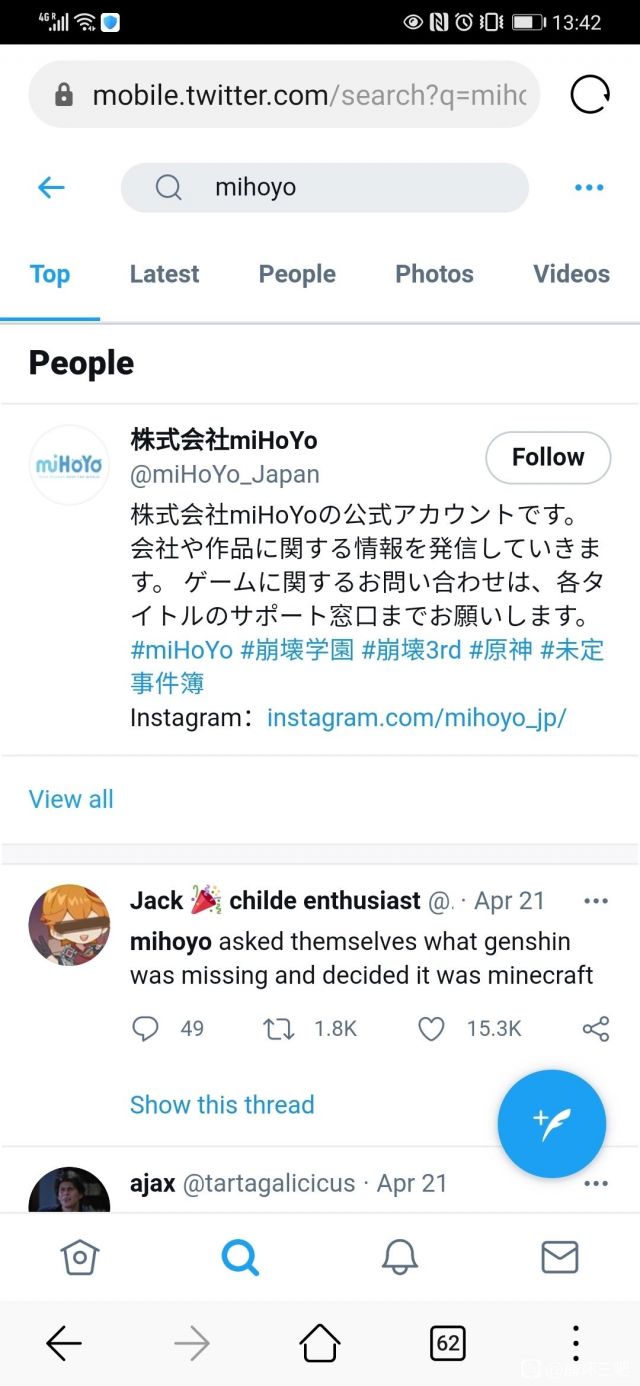 4G R
13:42
mobile.twitter.com/search?q=miho
mihoyo
Top Latest People Photos Videos
People
miHoYo
株式会社miHoYo
@miHoYo_Japan
Follow
株式会社miHoYoの公式アカウントです。
会社や作品に関する情報を発信していきま
す。 ゲームに関するお問い合わせは、各タ
イトルのサポート窓口までお願いします。
#miHoYo #崩壊学園 #崩壊3rd #原神 #未定
事件簿
Instagram： instagram.com/mihoyo_jp/
View all
Jack childe enthusiast @. · Apr 21
mihoyo asked themselves what genshin
was missing and decided it was minecraft
49 1.8K 15.3K
Show this thread
ajax @tartagalicicus · Apr 21
62